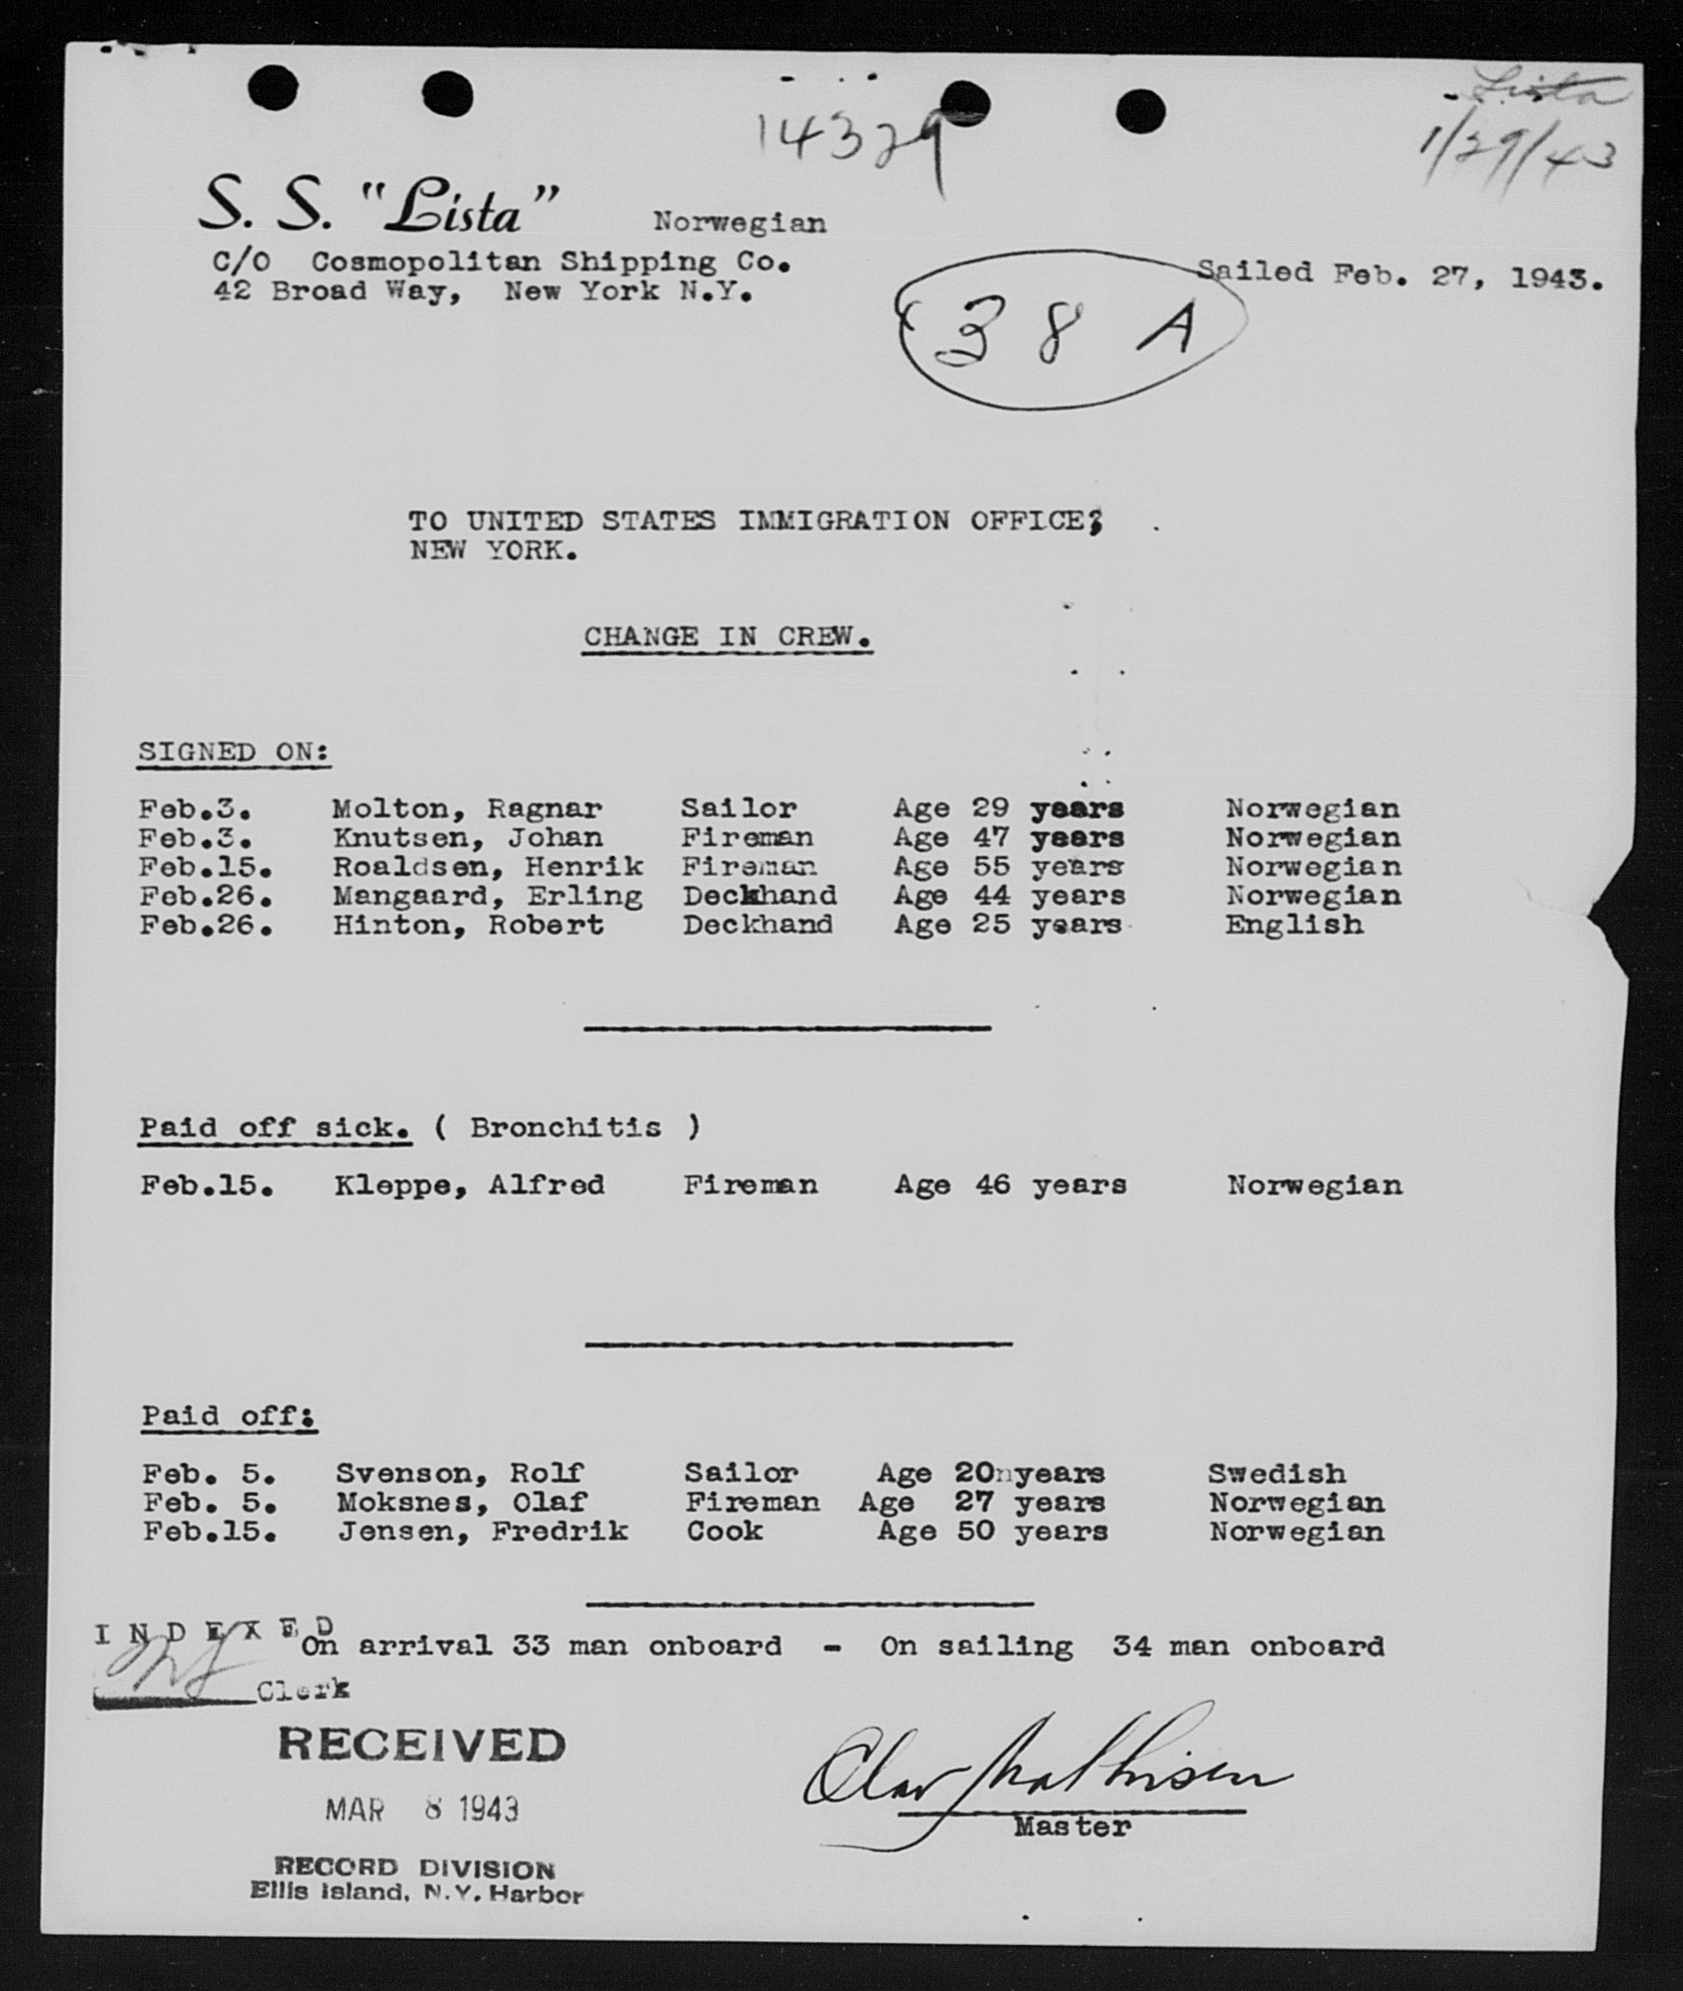 Lista
1/29/43
14329
S. S. "Lista" Norwegian
C/O Cosmopolitan Shipping Co.
42 Broad Way, New York N.Y.
Sailed Feb. 27, 1943.
38 A
TO UNITED STATES IMMIGRATION OFFICE;
NEW YORK.
CHANGE IN CREW.
SIGNED ON:
Feb.3. Molton, Ragnar Sailor Age 29 years Norwegian
Feb.3. Knutsen, Johan Fireman Age 47 years Norwegian
Feb.15. Roaldsen, Henrik Fireman Age 55 years Norwegian
Feb.26. Mangaard, Erling Deckhand Age 44 years Norwegian
Feb.26. Hinton, Robert Deckhand Age 25 years English
Paid off sick. ( Bronchitis )
Feb.15. Kleppe, Alfred Fireman Age 46 years Norwegian
Paid off:
Feb. 5. Svenson, Rolf Sailor Age 20 years Swedish
Feb. 5. Moksnes, Olaf Fireman Age 27 years Norwegian
Feb.15. Jensen, Fredrik Cook Age 50 years Norwegian
INDEXED
On arrival 33 man onboard - On sailing 34 man onboard
Clerk
RECEIVED
MAR 8 1943
RECORD DIVISION
Ellis Island, N.Y. Harbor
Olav Mathisen
Master